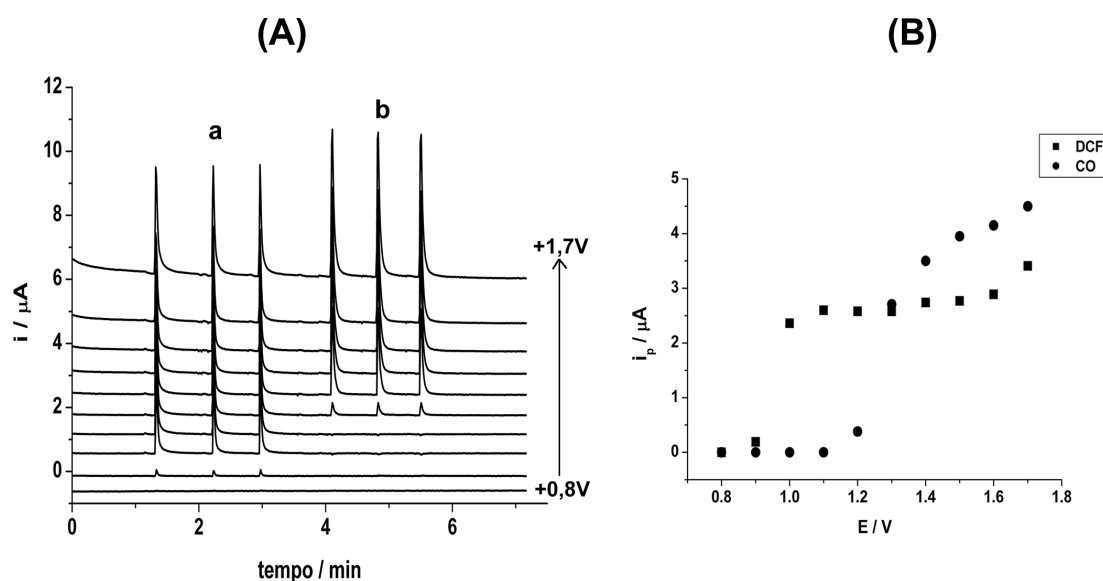 (A)
(B)
12
10
8
6
4
2
0
i / μA
a
b
+1,7V
+0,8V
0
2
4
6
tempo / min
DCF
CO
5
4
3
2
1
0
i_p / μA
0.8
1.0
1.2
1.4
1.6
1.8
E / V